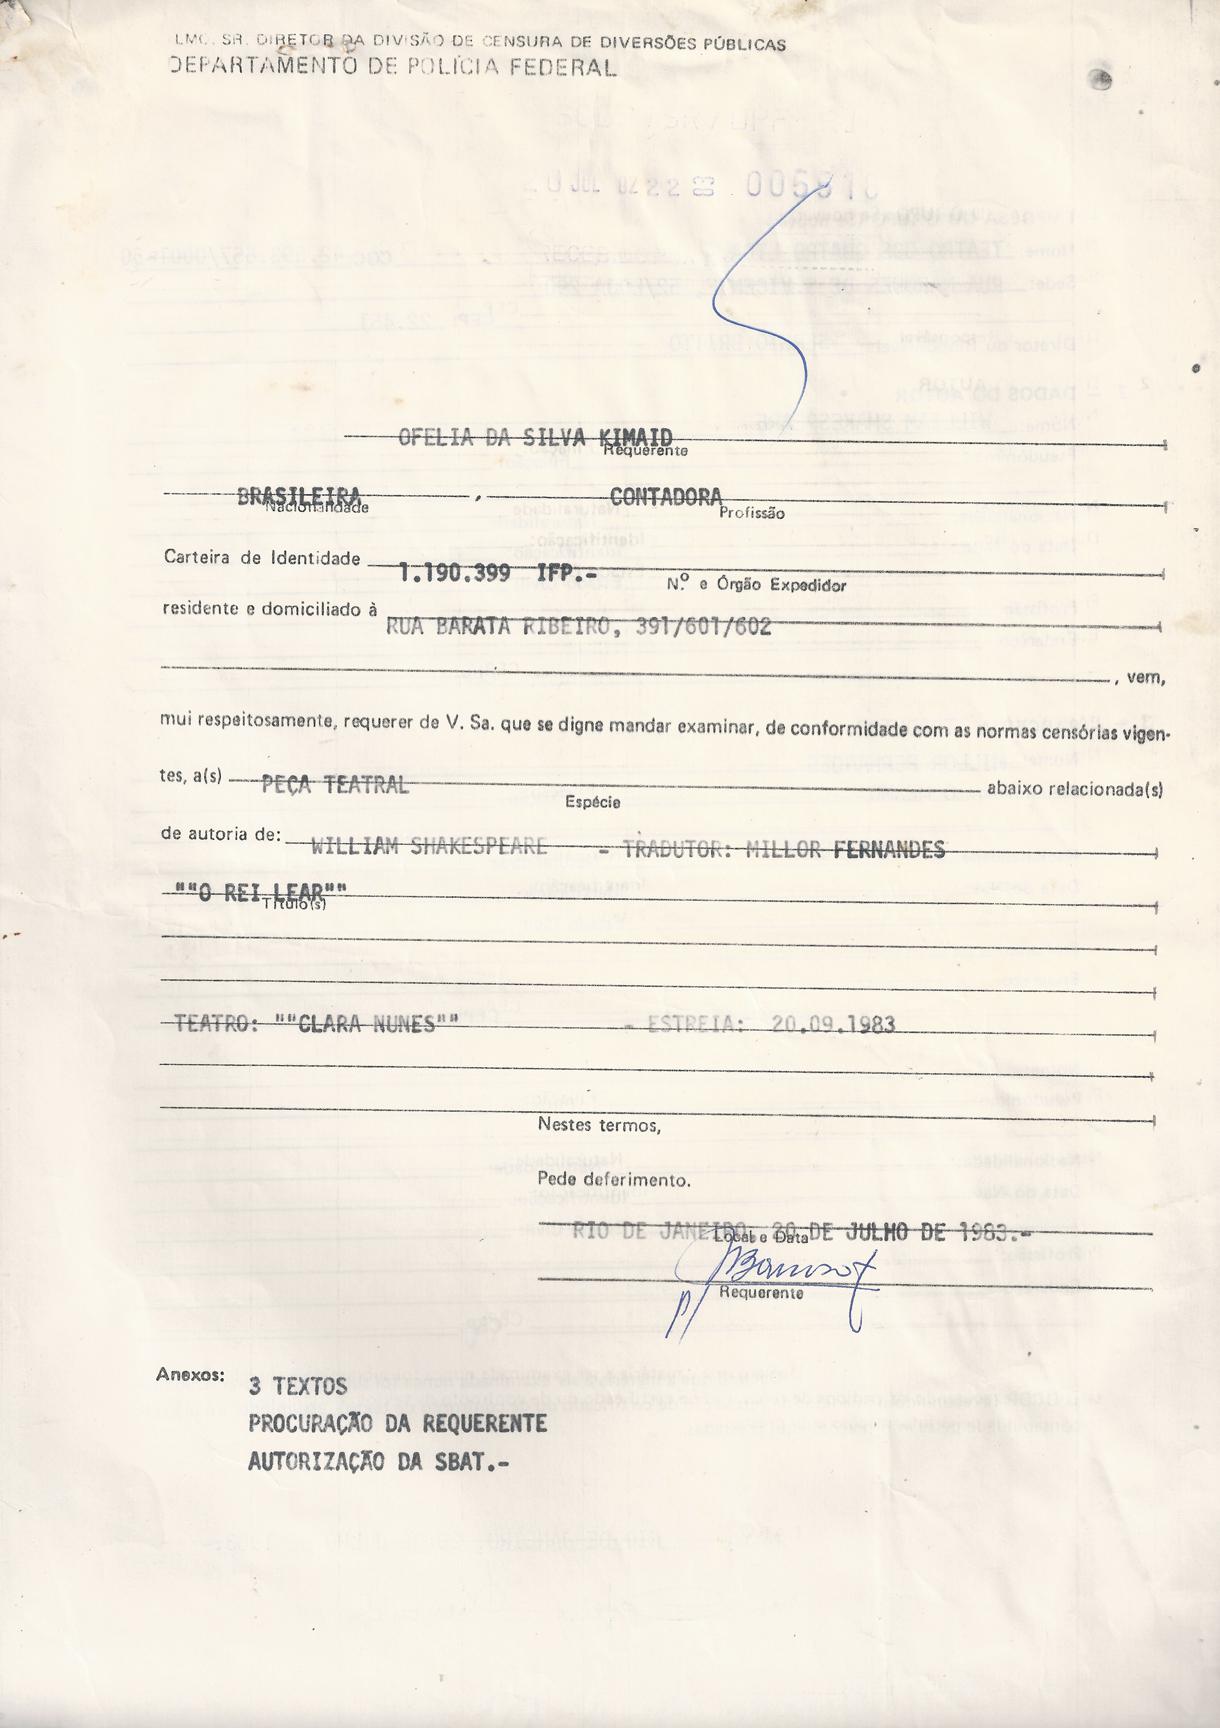 LMO. SR. DIRETOR DA DIVISÃO DE CENSURA DE DIVERSÕES PÚBLICAS
DEPARTAMENTO DE POLÍCIA FEDERAL
OFELIA DA SILVA KIMAID
Requerente
BRASILEIRA , CONTADORA
Nacionalidade Profissão
Carteira de Identidade 1.190.399 IFP.-
N.º e Órgão Expedidor
residente e domiciliado à RUA BARATA RIBEIRO, 391/601/602
, vem,
mui respeitosamente, requerer de V. Sa. que se digne mandar examinar, de conformidade com as normas censórias vigen-
tes, a(s) PEÇA TEATRAL abaixo relacionada(s)
Espécie
de autoria de: WILLIAM SHAKESPEARE - TRADUTOR: MILLOR FERNANDES
""O REI LEAR""
Título(s)
TEATRO: ""CLARA NUNES"" - ESTREIA: 20.09.1983
Nestes termos,
Pede deferimento.
RIO DE JANEIRO, 20 DE JULHO DE 1983.-
Local e Data
Requerente
Anexos: 3 TEXTOS
PROCURAÇÃO DA REQUERENTE
AUTORIZAÇÃO DA SBAT.-